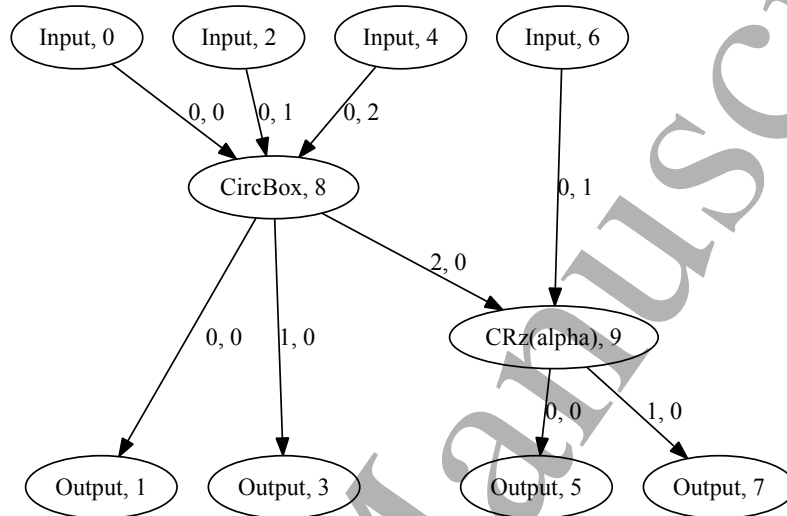 Input, 0
Input, 2
Input, 4
Input, 6
0, 0
0, 1
0, 2
CircBox, 8
0, 1
2, 0
0, 0
1, 0
CRz(alpha), 9
0, 0
1, 0
Output, 1
Output, 3
Output, 5
Output, 7